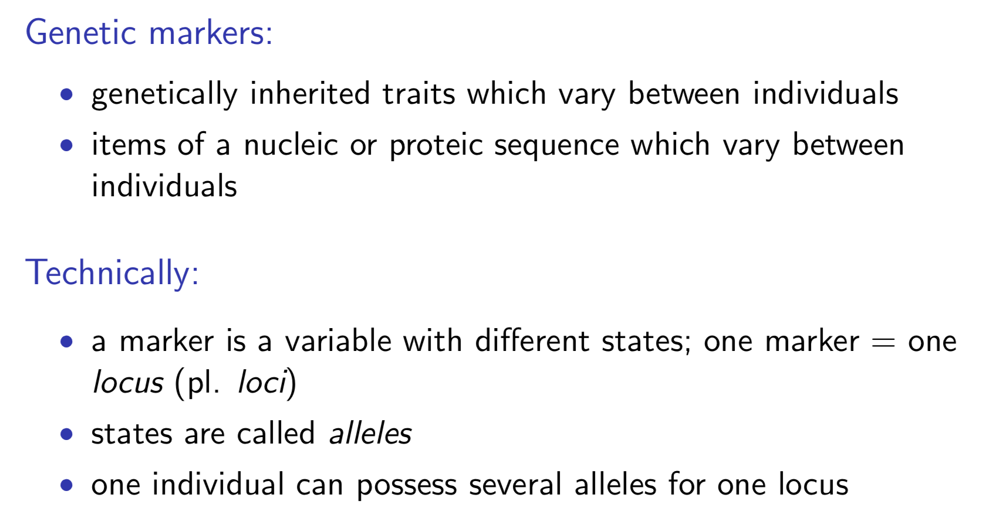 Genetic markers:
• genetically inherited traits which vary between individuals
• items of a nucleic or proteic sequence which vary between
individuals
Technically:
• a marker is a variable with different states; one marker = one
locus (pl. loci)
• states are called alleles
• one individual can possess several alleles for one locus